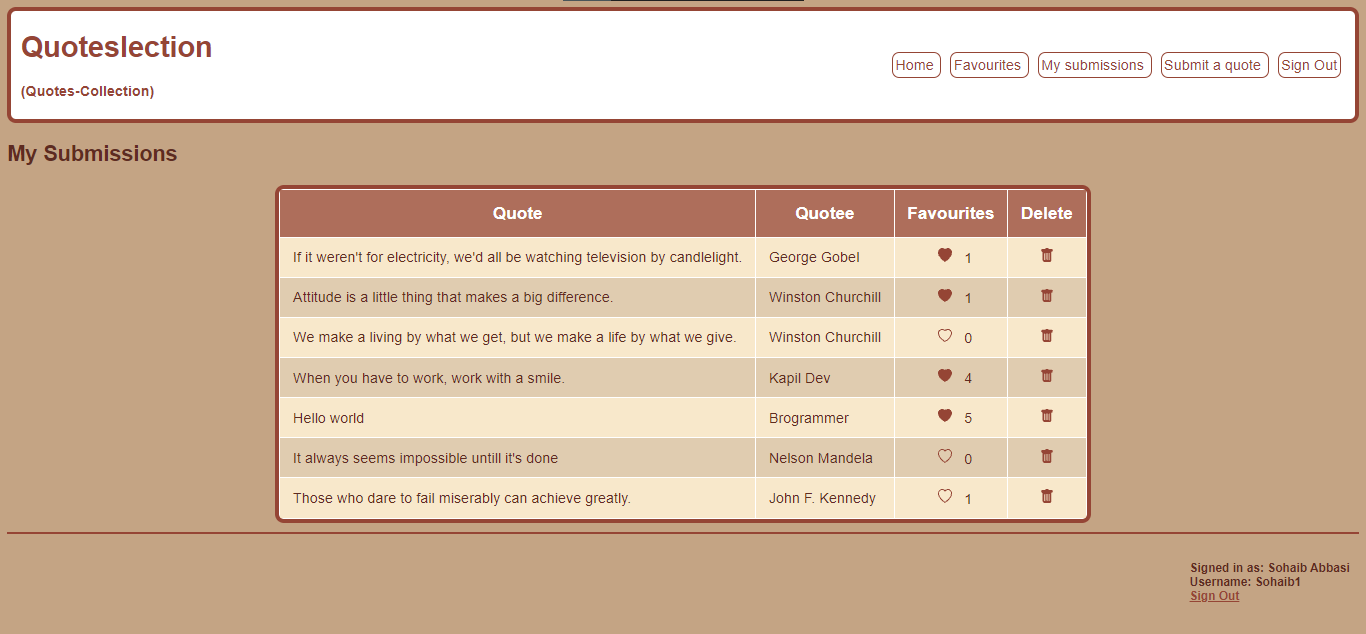 Quoteslection
(Quotes-Collection)
Home Favourites My submissions Submit a quote Sign Out
My Submissions
Quote Quotee Favourites Delete
If it weren't for electricity, we'd all be watching television by candlelight. George Gobel 1
Attitude is a little thing that makes a big difference. Winston Churchill 1
We make a living by what we get, but we make a life by what we give. Winston Churchill 0
When you have to work, work with a smile. Kapil Dev 4
Hello world Brogrammer 5
It always seems impossible untill it's done Nelson Mandela 0
Those who dare to fail miserably can achieve greatly. John F. Kennedy 1
Signed in as: Sohaib Abbasi
Username: Sohaib1
Sign Out